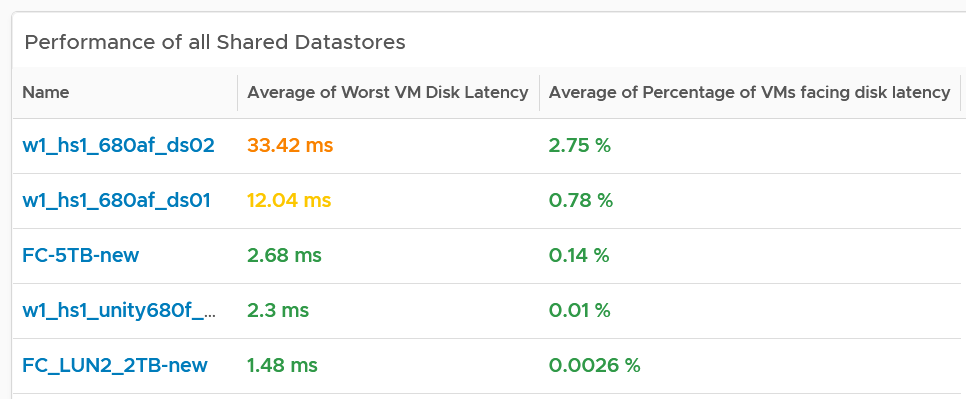 Performance of all Shared Datastores
Name Average of Worst VM Disk Latency Average of Percentage of VMs facing disk latency
w1_hs1_680af_ds02 33.42 ms 2.75 %
w1_hs1_680af_ds01 12.04 ms 0.78 %
FC-5TB-new 2.68 ms 0.14 %
w1_hs1_unity680f_... 2.3 ms 0.01 %
FC_LUN2_2TB-new 1.48 ms 0.0026 %